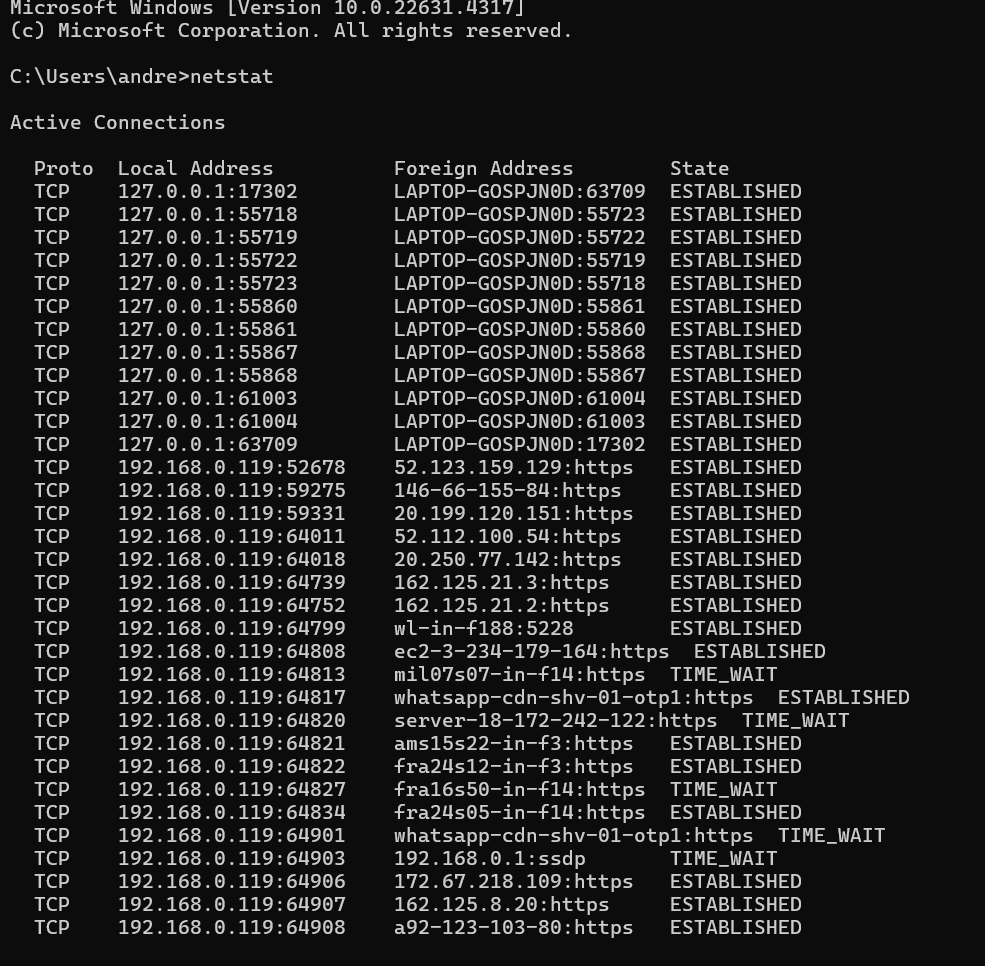 Microsoft Windows [Version 10.0.22631.4317]
(c) Microsoft Corporation. All rights reserved.
C:\Users\andre>netstat
Active Connections
Proto  Local Address          Foreign Address        State
TCP    127.0.0.1:17302        LAPTOP-GOSPJN0D:63709  ESTABLISHED
TCP    127.0.0.1:55718        LAPTOP-GOSPJN0D:55723  ESTABLISHED
TCP    127.0.0.1:55719        LAPTOP-GOSPJN0D:55722  ESTABLISHED
TCP    127.0.0.1:55722        LAPTOP-GOSPJN0D:55719  ESTABLISHED
TCP    127.0.0.1:55723        LAPTOP-GOSPJN0D:55718  ESTABLISHED
TCP    127.0.0.1:55860        LAPTOP-GOSPJN0D:55861  ESTABLISHED
TCP    127.0.0.1:55861        LAPTOP-GOSPJN0D:55860  ESTABLISHED
TCP    127.0.0.1:55867        LAPTOP-GOSPJN0D:55868  ESTABLISHED
TCP    127.0.0.1:55868        LAPTOP-GOSPJN0D:55867  ESTABLISHED
TCP    127.0.0.1:61003        LAPTOP-GOSPJN0D:61004  ESTABLISHED
TCP    127.0.0.1:61004        LAPTOP-GOSPJN0D:61003  ESTABLISHED
TCP    127.0.0.1:63709        LAPTOP-GOSPJN0D:17302  ESTABLISHED
TCP    192.168.0.119:52678    52.123.159.129:https   ESTABLISHED
TCP    192.168.0.119:59275    146-66-155-84:https    ESTABLISHED
TCP    192.168.0.119:59331    20.199.120.151:https   ESTABLISHED
TCP    192.168.0.119:64011    52.112.100.54:https    ESTABLISHED
TCP    192.168.0.119:64018    20.250.77.142:https    ESTABLISHED
TCP    192.168.0.119:64739    162.125.21.3:https     ESTABLISHED
TCP    192.168.0.119:64752    162.125.21.2:https     ESTABLISHED
TCP    192.168.0.119:64799    wl-in-f188:5228        ESTABLISHED
TCP    192.168.0.119:64808    ec2-3-234-179-164:https  ESTABLISHED
TCP    192.168.0.119:64813    mil07s07-in-f14:https  TIME_WAIT
TCP    192.168.0.119:64817    whatsapp-cdn-shv-01-otp1:https  ESTABLISHED
TCP    192.168.0.119:64820    server-18-172-242-122:https  TIME_WAIT
TCP    192.168.0.119:64821    ams15s22-in-f3:https   ESTABLISHED
TCP    192.168.0.119:64822    fra24s12-in-f3:https   ESTABLISHED
TCP    192.168.0.119:64827    fra16s50-in-f14:https  TIME_WAIT
TCP    192.168.0.119:64834    fra24s05-in-f14:https  ESTABLISHED
TCP    192.168.0.119:64901    whatsapp-cdn-shv-01-otp1:https  TIME_WAIT
TCP    192.168.0.119:64903    192.168.0.1:ssdp       TIME_WAIT
TCP    192.168.0.119:64906    172.67.218.109:https   ESTABLISHED
TCP    192.168.0.119:64907    162.125.8.20:https     ESTABLISHED
TCP    192.168.0.119:64908    a92-123-103-80:https   ESTABLISHED